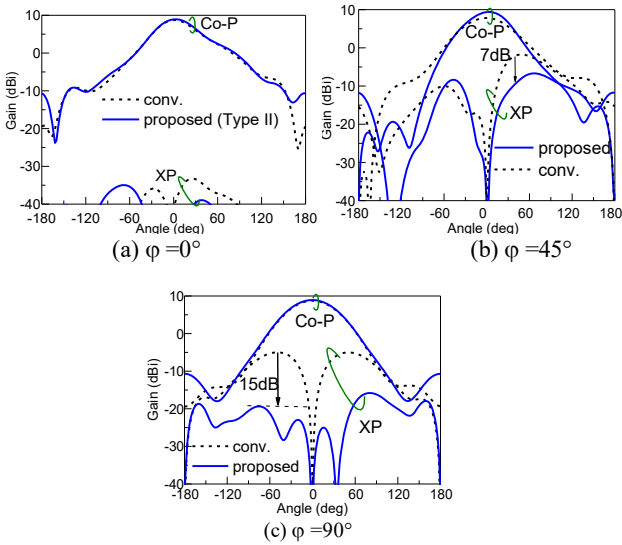 10
0
-10
-20
-30
-40
Gain (dBi)
Co-P
conv.
proposed (Type II)
XP
-180 -120 -60 0 60 120 180
Angle (deg)
(a) φ =0°
10
0
-10
-20
-30
-40
Gain (dBi)
Co-P
7dB
XP
proposed
conv.
-180 -120 -60 0 60 120 180
Angle (deg)
(b) φ =45°
10
0
-10
-20
-30
-40
Gain (dBi)
Co-P
15dB
XP
conv.
proposed
-180 -120 -60 0 60 120 180
Angle (deg)
(c) φ =90°